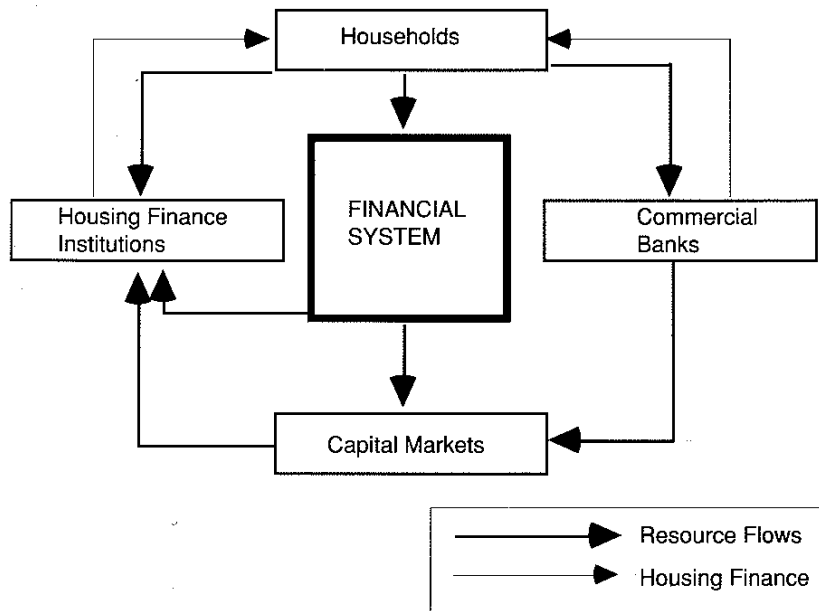 Households
Housing Finance
Institutions
FINANCIAL
SYSTEM
Commercial
Banks
Capital Markets
Resource Flows
Housing Finance